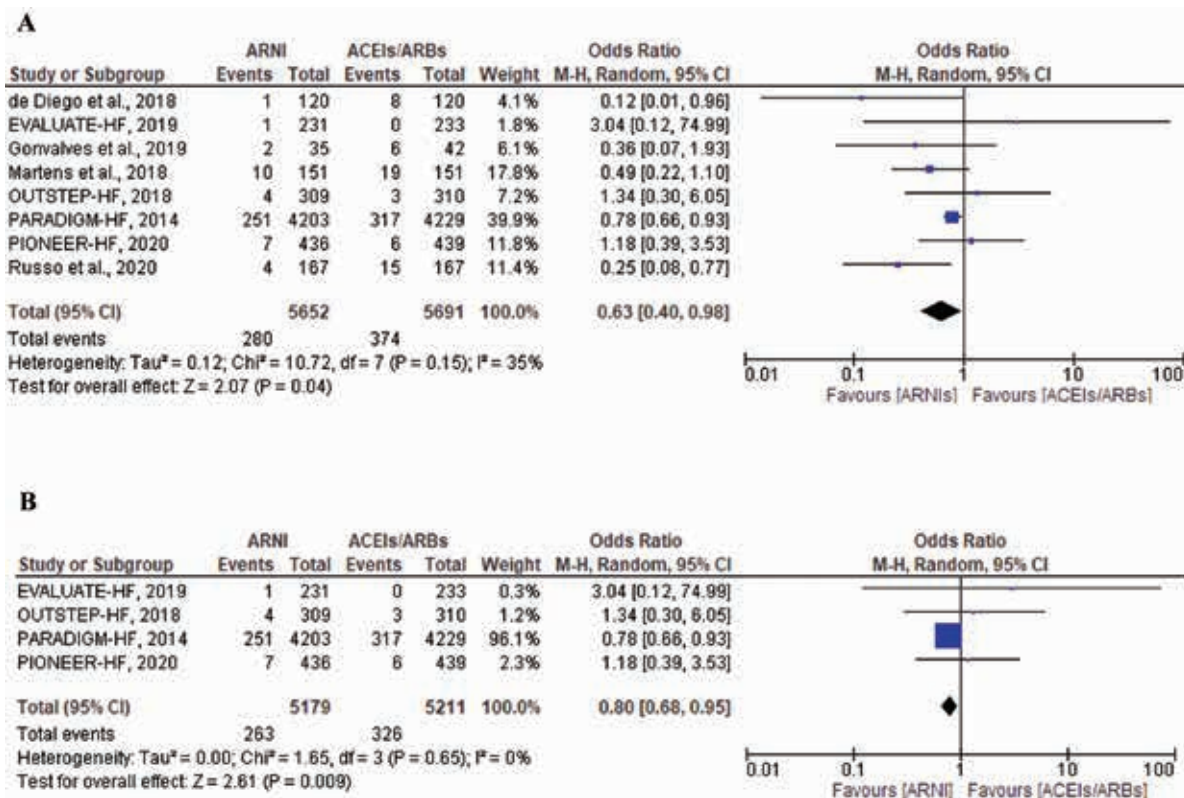 A
ARNI ACEIs/ARBs Odds Ratio Odds Ratio
Study or Subgroup Events Total Events Total Weight M-H, Random, 95% CI M-H, Random, 95% CI
de Diego et al., 2018 1 120 8 120 4.1% 0.12 [0.01, 0.96]
EVALUATE-HF, 2019 1 231 0 233 1.8% 3.04 [0.12, 74.99]
Gonvalves et al., 2019 2 35 6 42 6.1% 0.36 [0.07, 1.93]
Martens et al., 2018 10 151 19 151 17.8% 0.49 [0.22, 1.10]
OUTSTEP-HF, 2018 4 309 3 310 7.2% 1.34 [0.30, 6.05]
PARADIGM-HF, 2014 251 4203 317 4229 39.9% 0.78 [0.66, 0.93]
PIONEER-HF, 2020 7 436 6 439 11.8% 1.18 [0.39, 3.53]
Russo et al., 2020 4 167 15 167 11.4% 0.25 [0.08, 0.77]
Total (95% CI) 5652 5691 100.0% 0.63 [0.40, 0.98]
Total events 280 374
Heterogeneity: Tau² = 0.12; Chi² = 10.72, df = 7 (P = 0.15); I² = 35%
Test for overall effect: Z = 2.07 (P = 0.04)
0.01 0.1 1 10 100
Favours [ARNIs] Favours [ACEIs/ARBs]
B
ARNI ACEIs/ARBs Odds Ratio Odds Ratio
Study or Subgroup Events Total Events Total Weight M-H, Random, 95% CI M-H, Random, 95% CI
EVALUATE-HF, 2019 1 231 0 233 0.3% 3.04 [0.12, 74.99]
OUTSTEP-HF, 2018 4 309 3 310 1.2% 1.34 [0.30, 6.05]
PARADIGM-HF, 2014 251 4203 317 4229 96.1% 0.78 [0.66, 0.93]
PIONEER-HF, 2020 7 436 6 439 2.3% 1.18 [0.39, 3.53]
Total (95% CI) 5179 5211 100.0% 0.80 [0.68, 0.95]
Total events 263 326
Heterogeneity: Tau² = 0.00; Chi² = 1.65, df = 3 (P = 0.65); I² = 0%
Test for overall effect: Z = 2.61 (P = 0.009)
0.01 0.1 1 10 100
Favours [ARNI] Favours [ACEIs/ARBs]